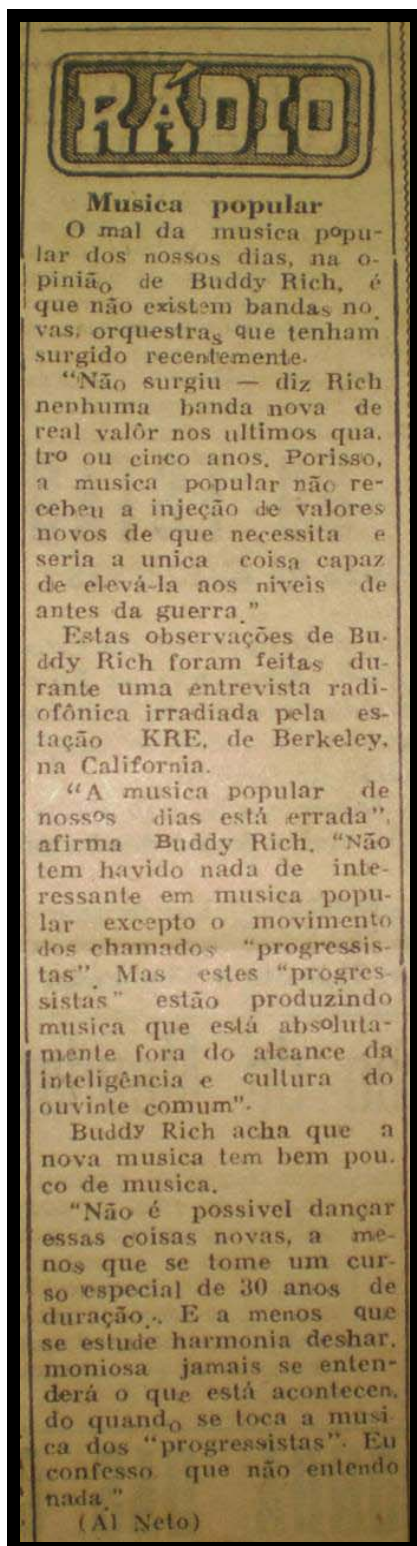 RÁDIO
Musica popular
O mal da musica popu-
lar dos nossos dias, na o-
pinião de Buddy Rich, é
que não existem bandas no.
vas, orquestras que tenham
surgido recentemente.
"Não surgiu — diz Rich
nenhuma banda nova de
real valôr nos ultimos qua.
tro ou cinco anos. Porisso,
a musica popular não re-
cebeu a injeção de valores
novos de que necessita e
seria a unica coisa capaz
de elevá-la aos niveis de
antes da guerra."
Estas observações de Bu-
ddy Rich foram feitas du-
rante uma entrevista radi-
ofônica irradiada pela es-
tação KRE, de Berkeley,
na California.
"A musica popular de
nossos dias está errada",
afirma Buddy Rich. "Não
tem havido nada de inte-
ressante em musica popu-
lar excepto o movimento
dos chamados "progressis-
tas". Mas estes "progres-
sistas" estão produzindo
musica que está absoluta-
mente fora do alcance da
inteligência e cultura do
ouvinte comum".
Buddy Rich acha que a
nova musica tem bem pou.
co de musica.
"Não é possivel dançar
essas coisas novas, a me-
nos que se tome um cur-
so especial de 30 anos de
duração... E a menos que
se estude harmonia deshar.
moniosa jamais se enten-
derá o que está acontecen.
do quando se toca a musi
ca dos "progressistas". Eu
confesso que não entendo
nada."
(Al Neto)